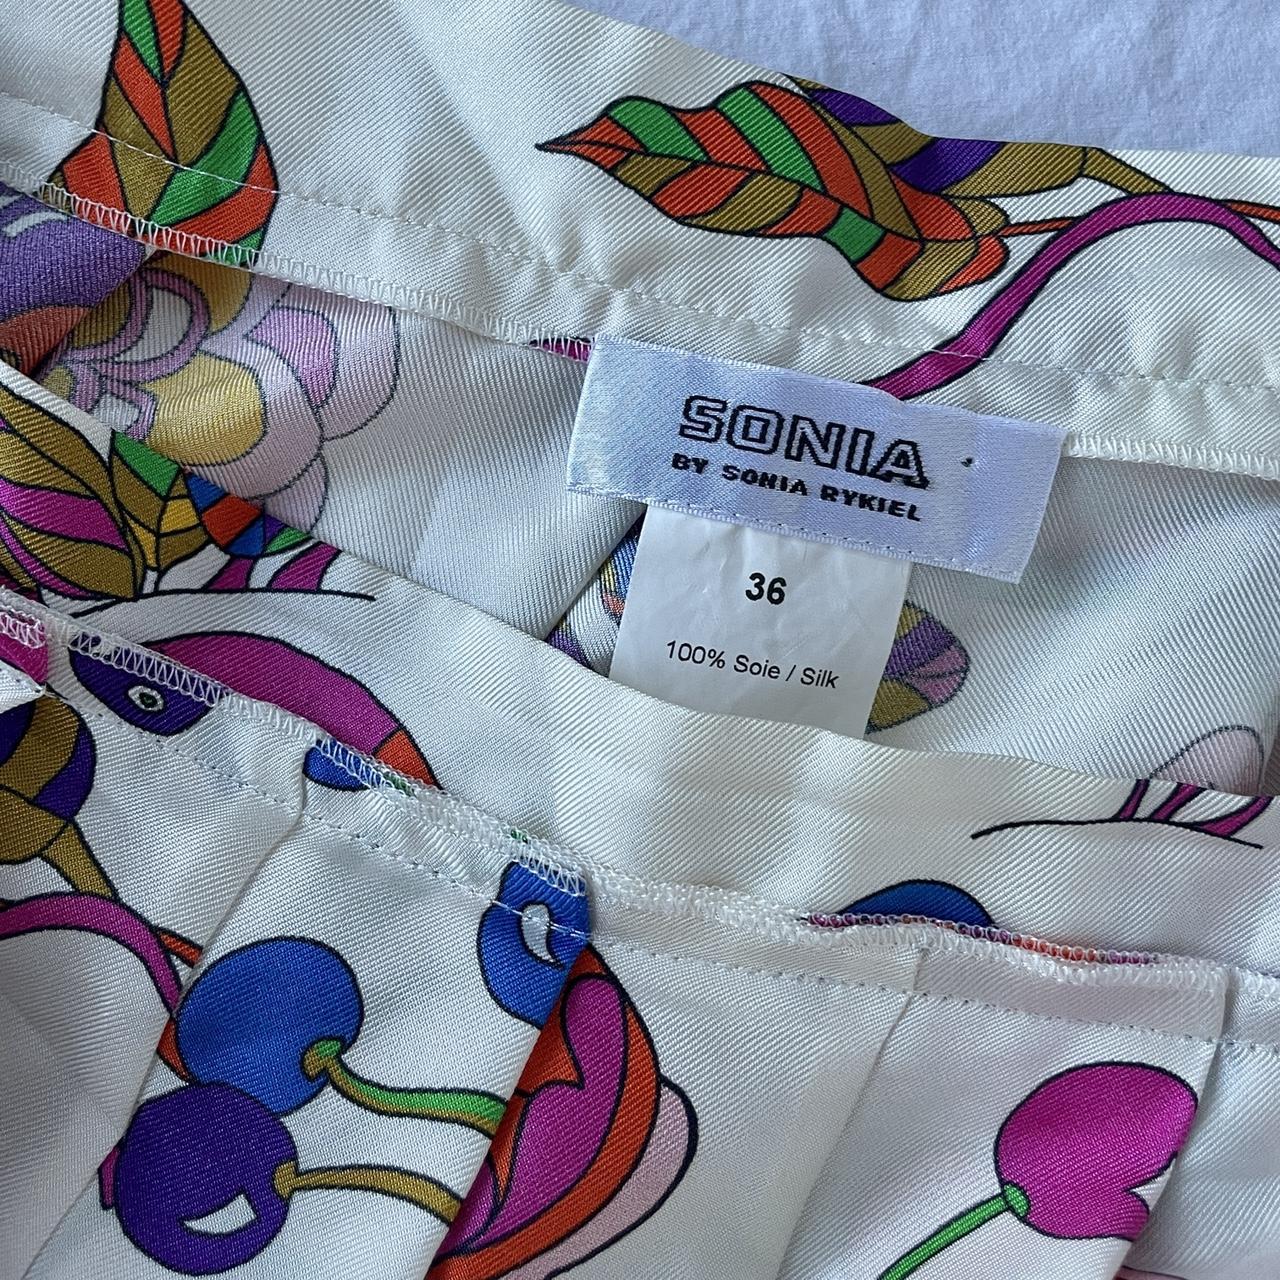 SONIA
BY SONIA RYKIEL
36
100% Soie / Silk